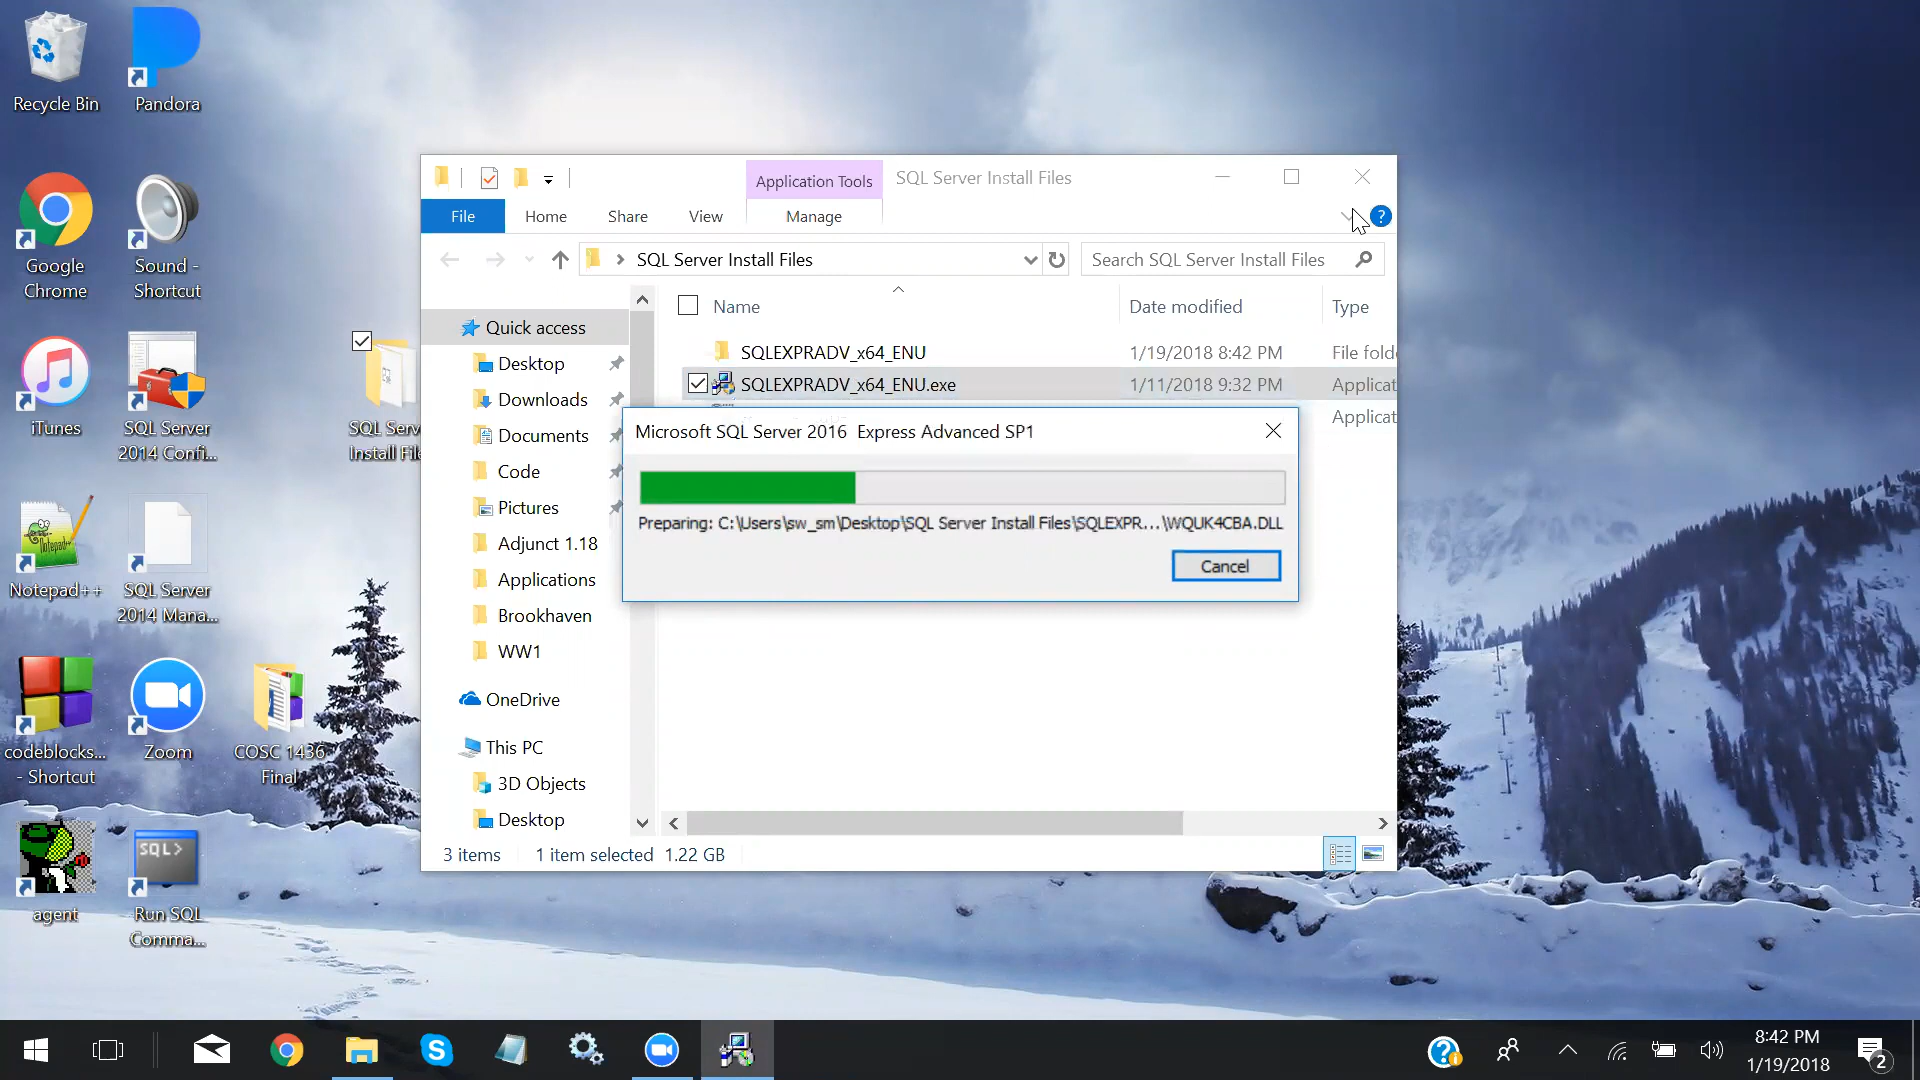 Recycle Bin
Pandora
Google
Chrome
Sound -
Shortcut
iTunes
SQL Server
2014 Confi...
SQL Serv
Install File
Notepad++
SQL Server
2014 Mana...
codeblocks...
- Shortcut
Zoom
COSC 1436
Final
agent
SQL>
Run SQL
Comma...
Application Tools
SQL Server Install Files
File
Home
Share
View
Manage
?
SQL Server Install Files
Search SQL Server Install Files
Name
Date modified
Type
Quick access
Desktop
Downloads
Documents
Code
Pictures
Adjunct 1.18
Applications
Brookhaven
WW1
OneDrive
This PC
3D Objects
Desktop
SQLEXPRADV_x64_ENU
1/19/2018 8:42 PM
File fold
SQLEXPRADV_x64_ENU.exe
1/11/2018 9:32 PM
Applicat
Applicat
Microsoft SQL Server 2016 Express Advanced SP1
Preparing: C:\Users\sw_sm\Desktop\SQL Server Install Files\SQLEXPR...\WQUK4CBA.DLL
Cancel
3 items
1 item selected 1.22 GB
8:42 PM
1/19/2018
2